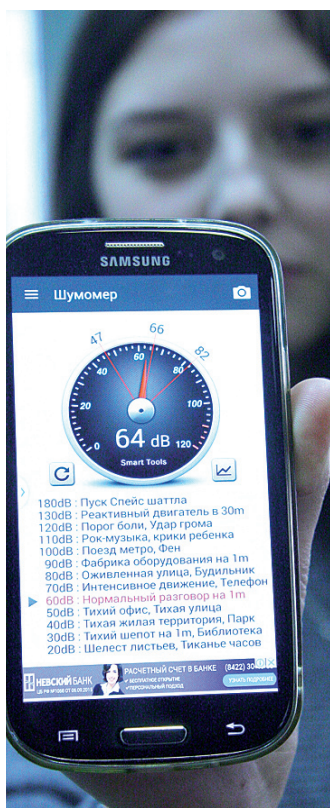 SAMSUNG
Шумомер
47
66
82
0
20
40
60
80
100
120
64 dB
Smart Tools
180dB : Пуск Спейс шаттла
130dB : Реактивный двигатель в 30m
120dB : Порог боли, Удар грома
110dB : Рок-музыка, крики ребенка
100dB : Поезд метро, Фен
90dB : Фабрика оборудования на 1m
80dB : Оживленная улица, Будильник
70dB : Интенсивное движение, Телефон
60dB : Нормальный разговор на 1m
50dB : Тихий офис, Тихая улица
40dB : Тихая жилая территория, Парк
30dB : Тихий шепот на 1m, Библиотека
20dB : Шелест листьев, Тиканье часов
НЕВСКИЙ БАНК
РАСЧЕТНЫЙ СЧЕТ В БАНКЕ
БЕСПЛАТНОЕ ОТКРЫТИЕ
ПЕРСОНАЛЬНЫЙ ПОДХОД
(8422)
УЗНАТЬ ПОДРОБНЕЕ